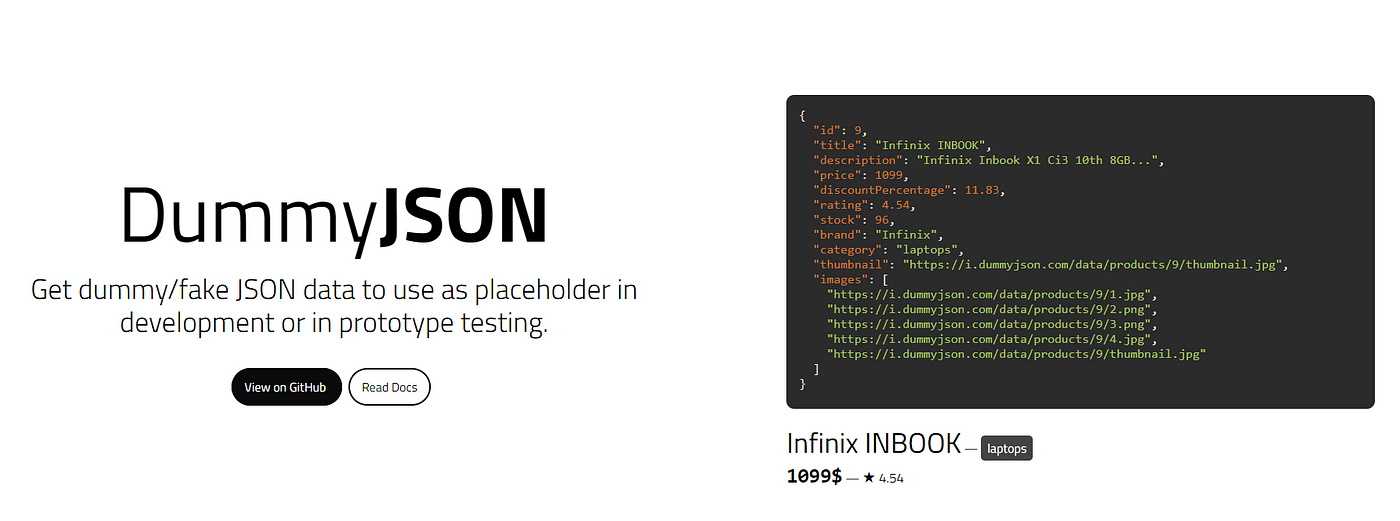 DummyJSON
Get dummy/fake JSON data to use as placeholder in
development or in prototype testing.
View on GitHub
Read Docs
{
"id": 9,
"title": "Infinix INBOOK",
"description": "Infinix Inbook X1 Ci3 10th 8GB...",
"price": 1099,
"discountPercentage": 11.83,
"rating": 4.54,
"stock": 96,
"brand": "Infinix",
"category": "laptops",
"thumbnail": "https://i.dummyjson.com/data/products/9/thumbnail.jpg",
"images": [
"https://i.dummyjson.com/data/products/9/1.jpg",
"https://i.dummyjson.com/data/products/9/2.png",
"https://i.dummyjson.com/data/products/9/3.png",
"https://i.dummyjson.com/data/products/9/4.jpg",
"https://i.dummyjson.com/data/products/9/thumbnail.jpg"
]
}
Infinix INBOOK — laptops
1099$ — ★ 4.54